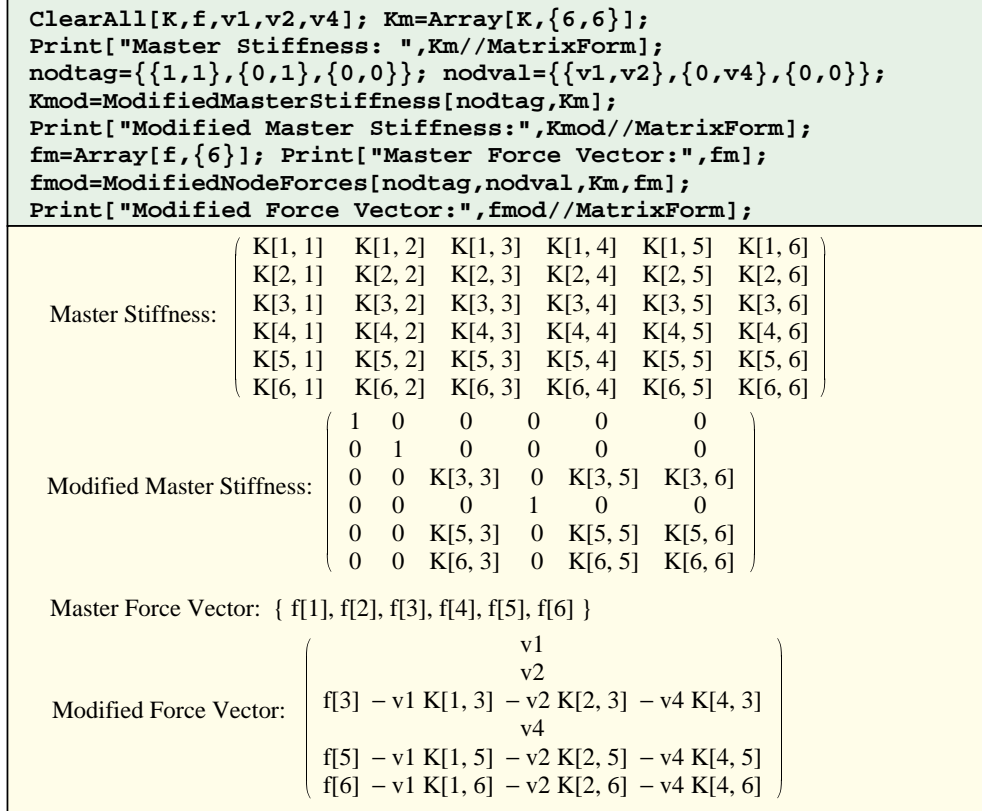 ClearAll[K,f,v1,v2,v4]; Km=Array[K,{6,6}];
Print["Master Stiffness: ",Km//MatrixForm];
nodtag={{1,1},{0,1},{0,0}}; nodval={{v1,v2},{0,v4},{0,0}};
Kmod=ModifiedMasterStiffness[nodtag,Km];
Print["Modified Master Stiffness:",Kmod//MatrixForm];
fm=Array[f,{6}]; Print["Master Force Vector:",fm];
fmod=ModifiedNodeForces[nodtag,nodval,Km,fm];
Print["Modified Force Vector:",fmod//MatrixForm];
Master Stiffness:
K[1, 1] K[1, 2] K[1, 3] K[1, 4] K[1, 5] K[1, 6]
K[2, 1] K[2, 2] K[2, 3] K[2, 4] K[2, 5] K[2, 6]
K[3, 1] K[3, 2] K[3, 3] K[3, 4] K[3, 5] K[3, 6]
K[4, 1] K[4, 2] K[4, 3] K[4, 4] K[4, 5] K[4, 6]
K[5, 1] K[5, 2] K[5, 3] K[5, 4] K[5, 5] K[5, 6]
K[6, 1] K[6, 2] K[6, 3] K[6, 4] K[6, 5] K[6, 6]
Modified Master Stiffness:
1 0 0 0 0 0
0 1 0 0 0 0
0 0 K[3, 3] 0 K[3, 5] K[3, 6]
0 0 0 1 0 0
0 0 K[5, 3] 0 K[5, 5] K[5, 6]
0 0 K[6, 3] 0 K[6, 5] K[6, 6]
Master Force Vector: { f[1], f[2], f[3], f[4], f[5], f[6] }
Modified Force Vector:
v1
v2
f[3] − v1 K[1, 3] − v2 K[2, 3] − v4 K[4, 3]
v4
f[5] − v1 K[1, 5] − v2 K[2, 5] − v4 K[4, 5]
f[6] − v1 K[1, 6] − v2 K[2, 6] − v4 K[4, 6]